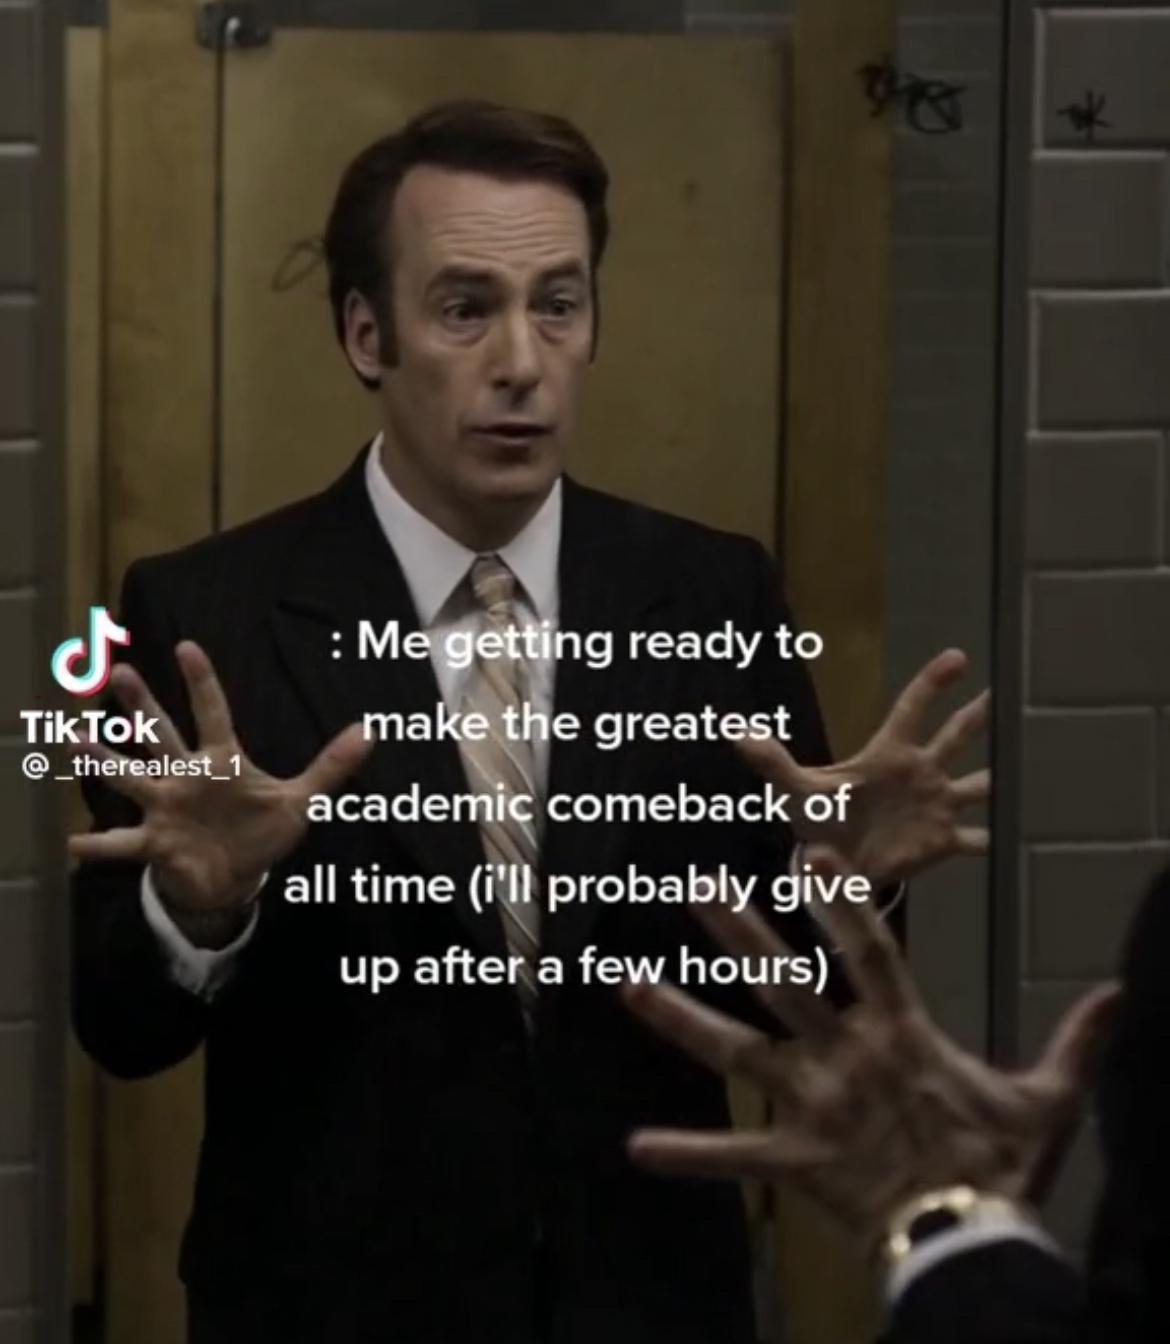 : Me getting ready to
make the greatest
academic comeback of
all time (i'll probably give
up after a few hours)
TikTok
@ _therealest_1